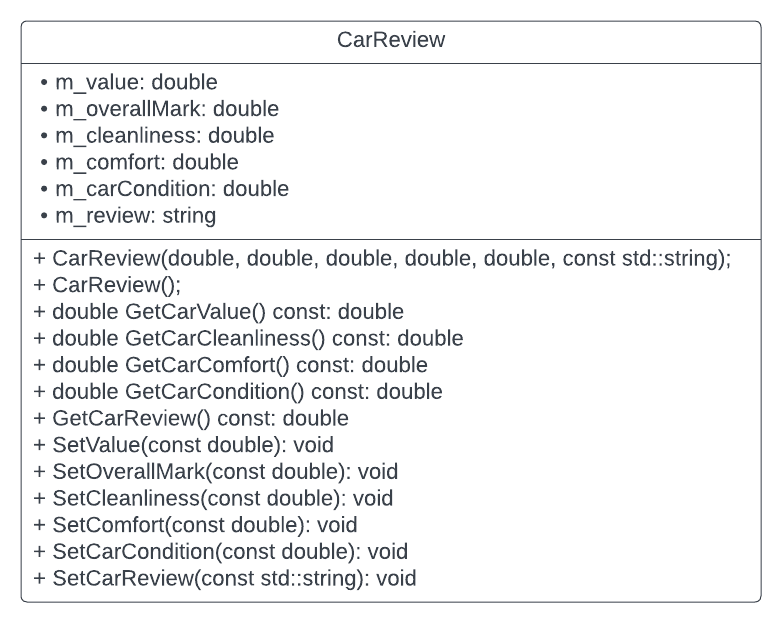 CarReview
• m_value: double
• m_overallMark: double
• m_cleanliness: double
• m_comfort: double
• m_carCondition: double
• m_review: string
+ CarReview(double, double, double, double, double, const std::string);
+ CarReview();
+ double GetCarValue() const: double
+ double GetCarCleanliness() const: double
+ double GetCarComfort() const: double
+ double GetCarCondition() const: double
+ GetCarReview() const: double
+ SetValue(const double): void
+ SetOverallMark(const double): void
+ SetCleanliness(const double): void
+ SetComfort(const double): void
+ SetCarCondition(const double): void
+ SetCarReview(const std::string): void